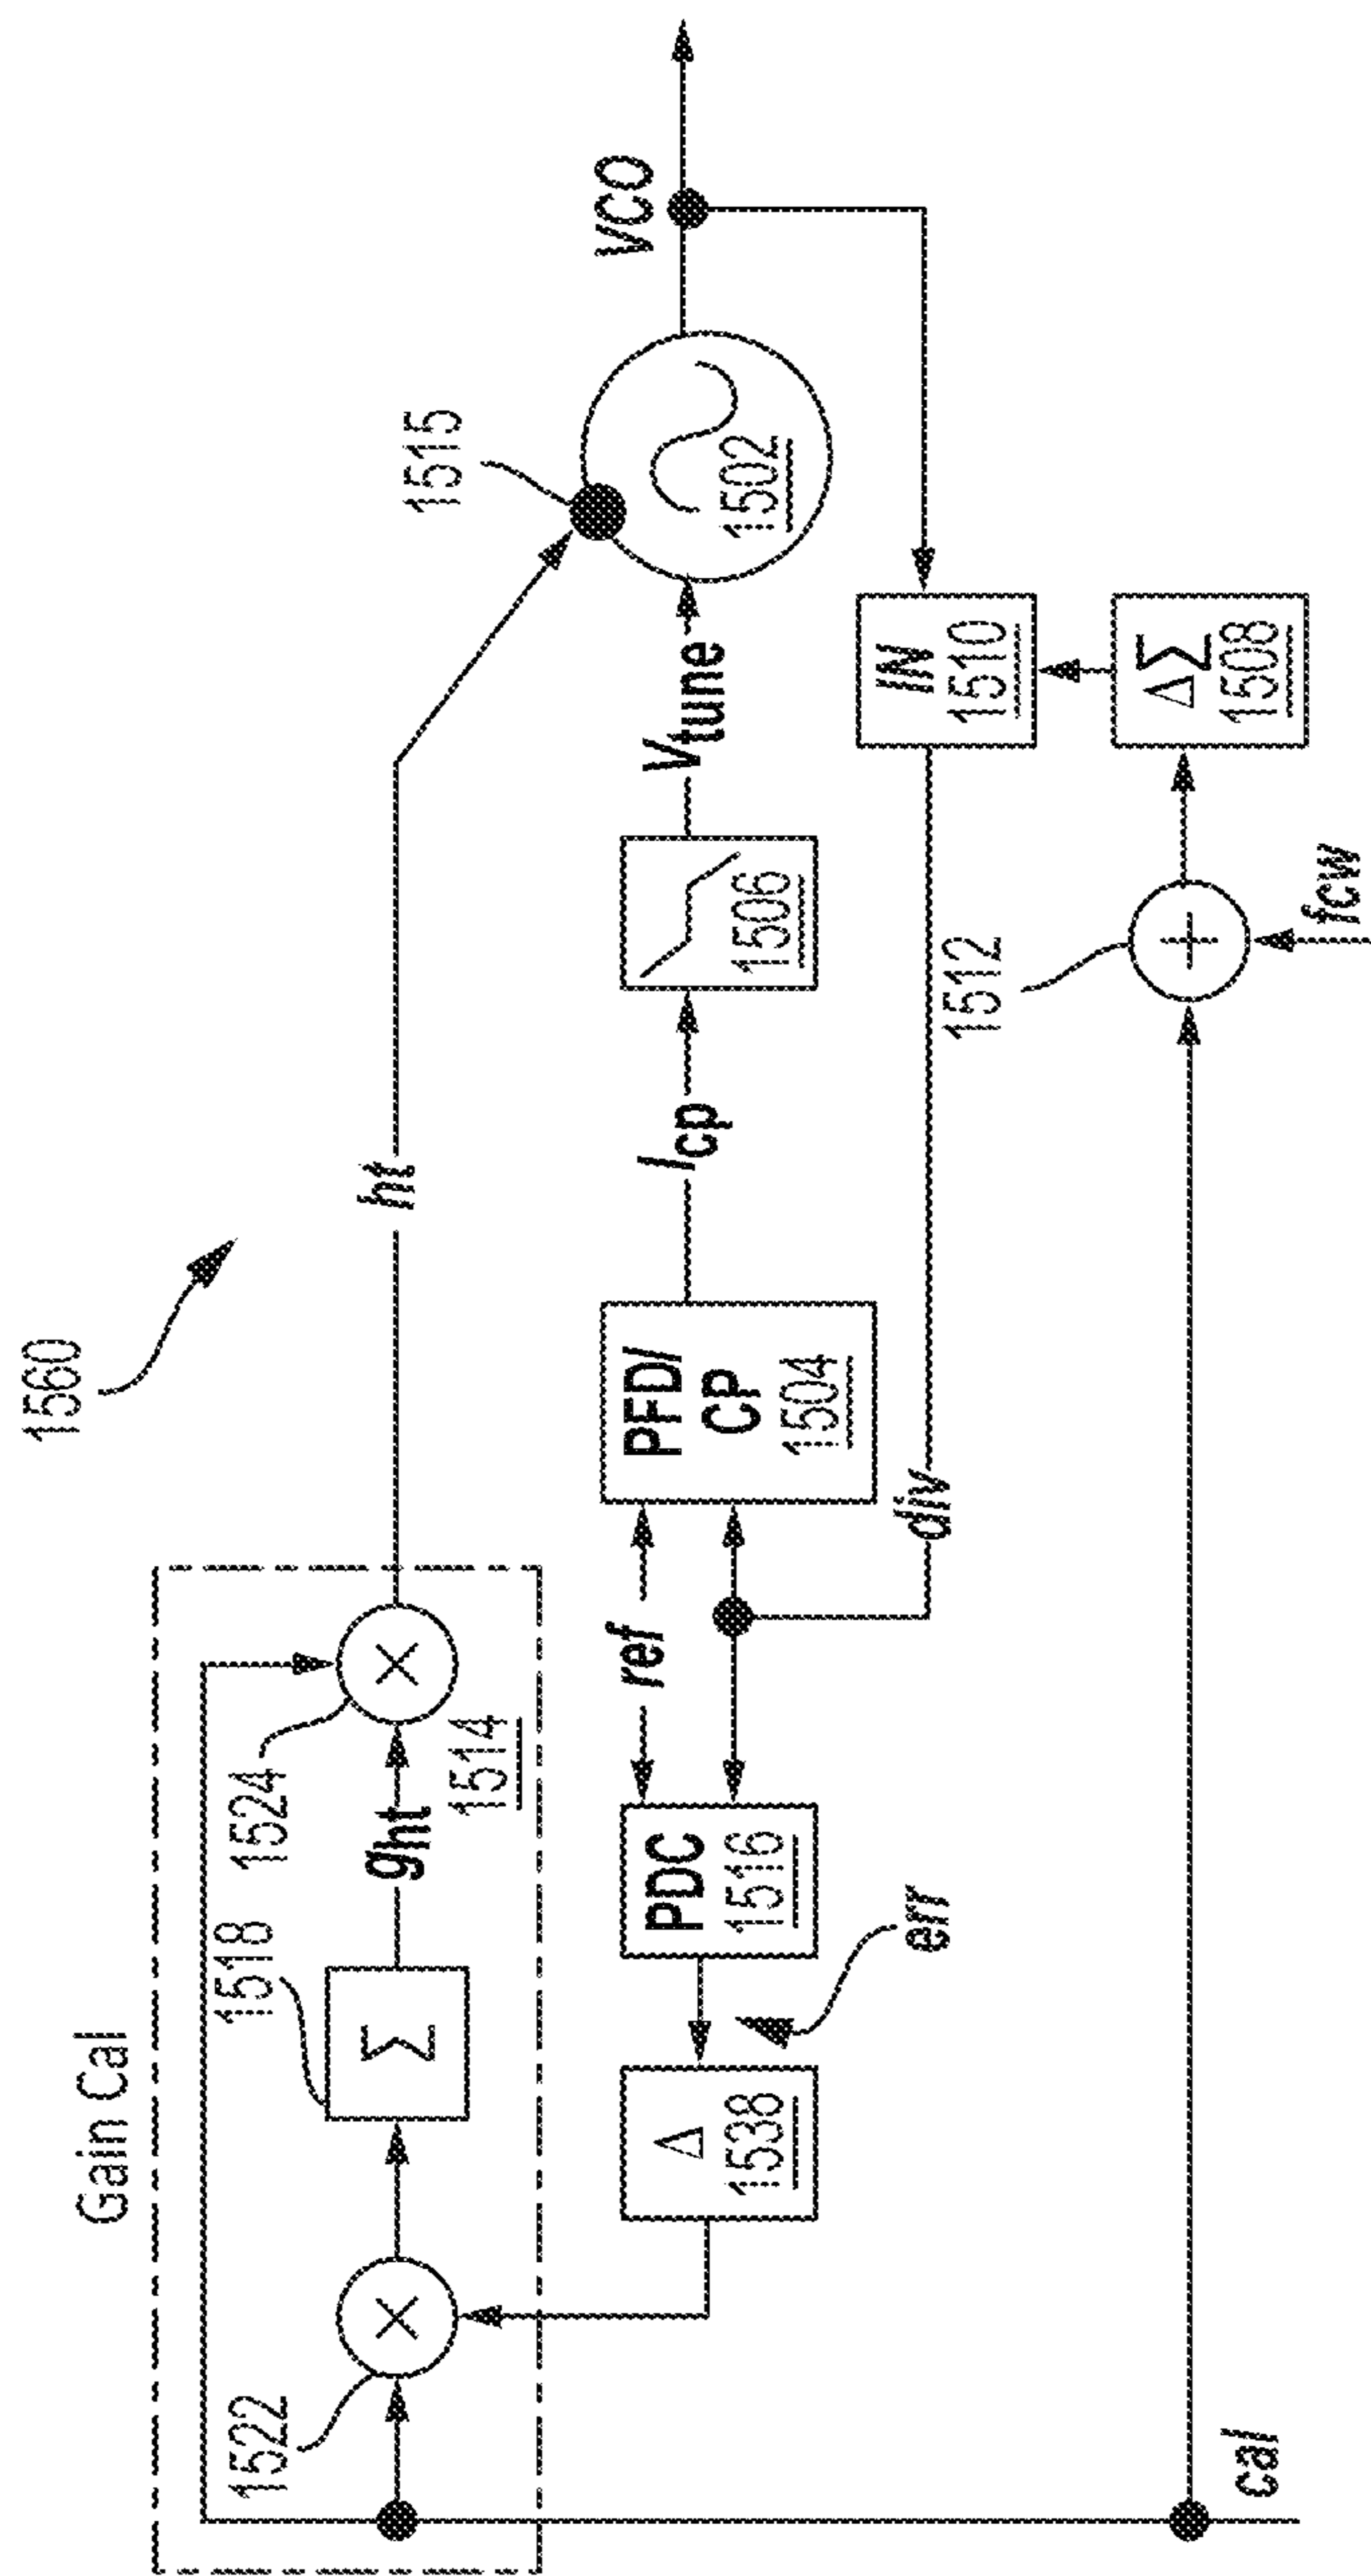 1560
Gain Cal
1522
×
1518
Σ
g_ht
1524
×
1514
ht
1515
1502
vco
Δ
1538
err
PDC
1516
ref
PFD/
CP
1504
I_cp
1506
V_tune
div
IN
1510
ΔΣ
1508
1512
+
fcw
cal